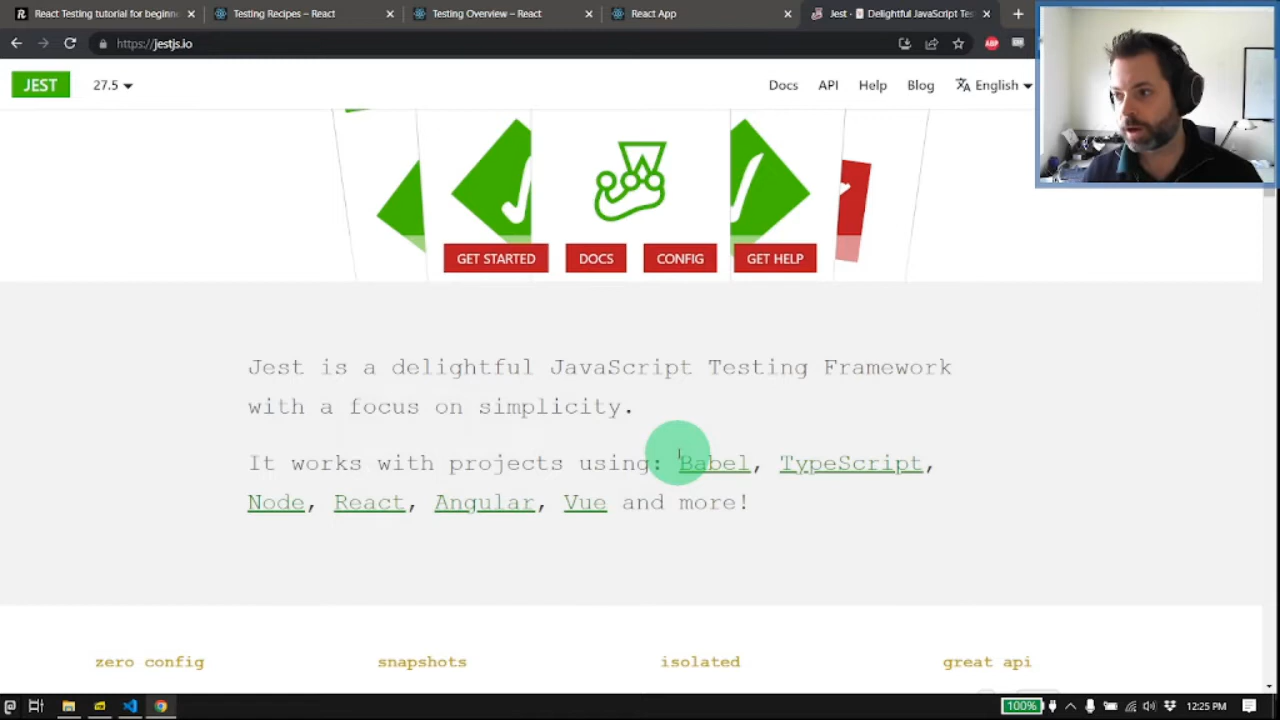 React Testing tutorial for beginne
Testing Recipes – React
Testing Overview – React
React App
Jest · Delightful JavaScript Tes
https://jestjs.io
ABP
JEST
27.5
Docs
API
Help
Blog
English
GET STARTED
DOCS
CONFIG
GET HELP
Jest is a delightful JavaScript Testing Framework
with a focus on simplicity.
It works with projects using: Babel, TypeScript,
Node, React, Angular, Vue and more!
zero config
snapshots
isolated
great api
100%
12:25 PM